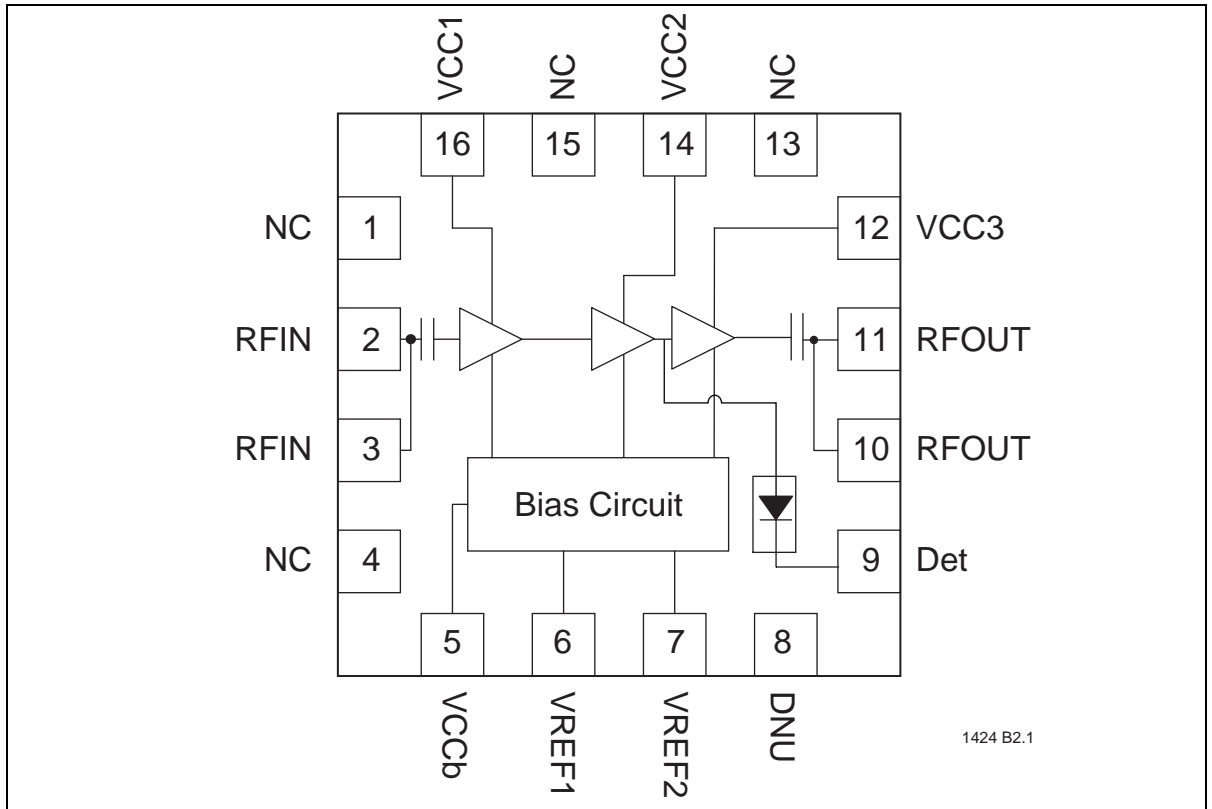 VCC1
NC
VCC2
NC
16
15
14
13
NC
1
12
VCC3
RFIN
2
11
RFOUT
RFIN
3
10
RFOUT
Bias Circuit
NC
4
9
Det
5
6
7
8
VCCb
VREF1
VREF2
DNU
1424 B2.1